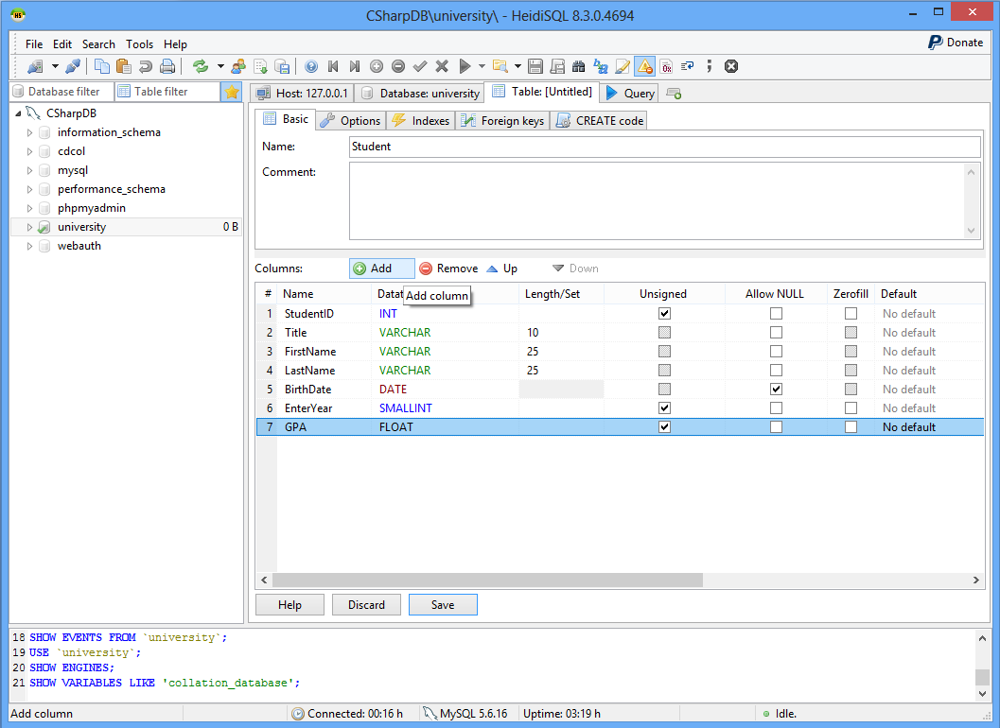 CSharpDB\university\ - HeidiSQL 8.3.0.4694
File Edit Search Tools Help Donate
Database filter Table filter Host: 127.0.0.1 Database: university Table: [Untitled] Query
CSharpDB
information_schema
cdcol
mysql
performance_schema
phpmyadmin
university 0 B
webauth
Basic Options Indexes Foreign keys CREATE code
Name: Student
Comment:
Columns: Add Remove Up Down
Add column
# Name Datat Length/Set Unsigned Allow NULL Zerofill Default
1 StudentID INT No default
2 Title VARCHAR 10 No default
3 FirstName VARCHAR 25 No default
4 LastName VARCHAR 25 No default
5 BirthDate DATE No default
6 EnterYear SMALLINT No default
7 GPA FLOAT No default
Help Discard Save
18 SHOW EVENTS FROM `university`;
19 USE `university`;
20 SHOW ENGINES;
21 SHOW VARIABLES LIKE 'collation_database';
Add column Connected: 00:16 h MySQL 5.6.16 Uptime: 03:19 h Idle.